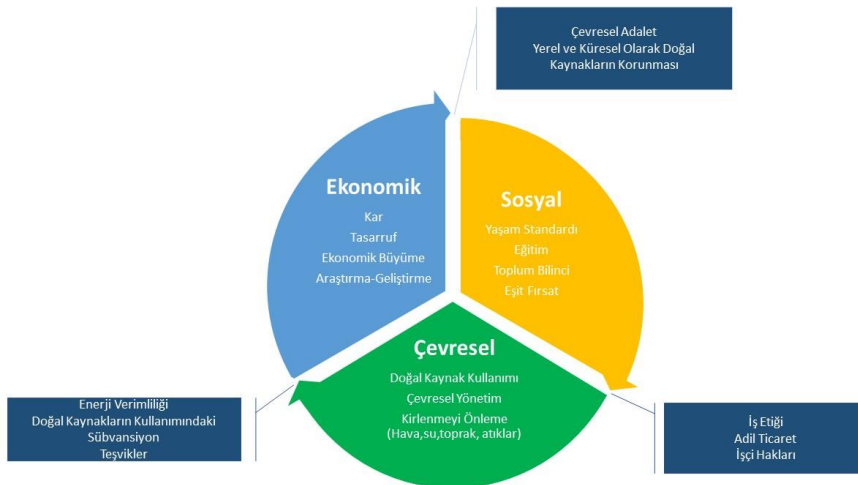 Çevresel Adalet
Yerel ve Küresel Olarak Doğal
Kaynakların Korunması
Ekonomik
Kar
Tasarruf
Ekonomik Büyüme
Araştırma-Geliştirme
Sosyal
Yaşam Standardı
Eğitim
Toplum Bilinci
Eşit Fırsat
Çevresel
Doğal Kaynak Kullanımı
Çevresel Yönetim
Kirlenmeyi Önleme
(Hava,su,toprak, atıklar)
Enerji Verimliliği
Doğal Kaynakların Kullanımındaki
Sübvansiyon
Teşvikler
İş Etiği
Adil Ticaret
İşçi Hakları